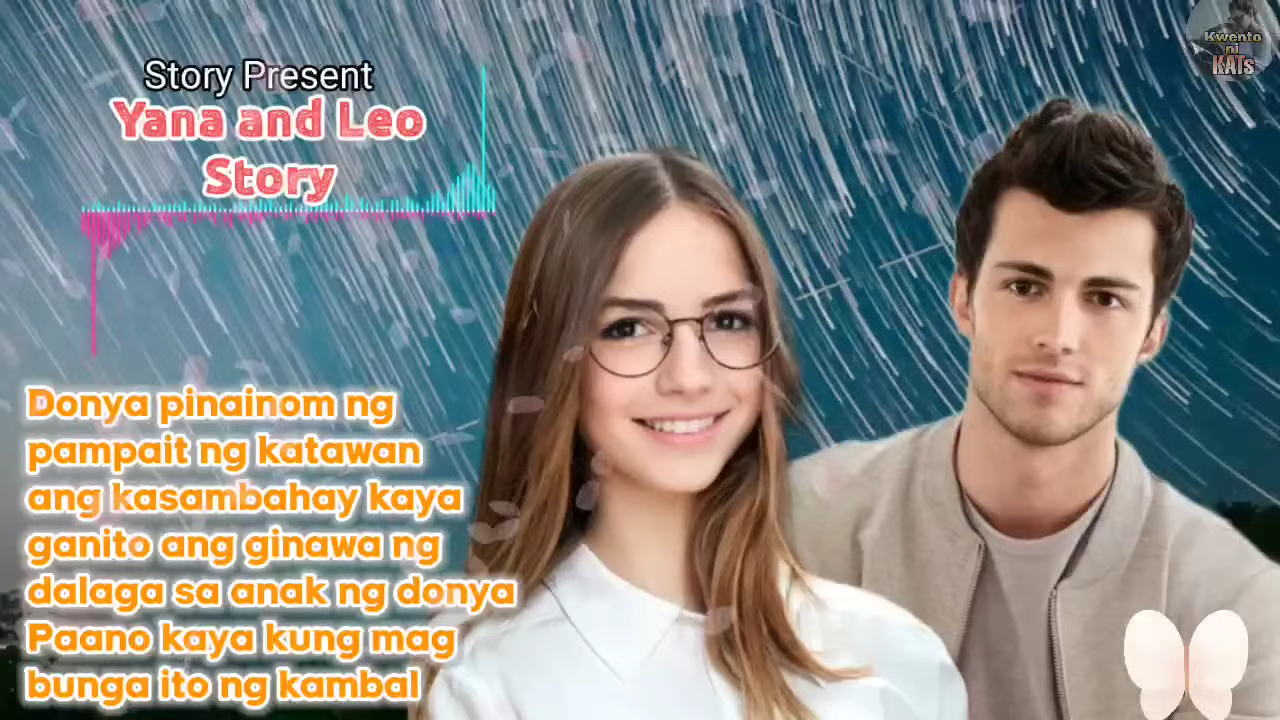 Kwento
ni
KATs
Story Present
Yana and Leo
Story
Donya pinainom ng
pampait ng katawan
ang kasambahay kaya
ganito ang ginawa ng
dalaga sa anak ng donya
Paano kaya kung mag
bunga ito ng kambal